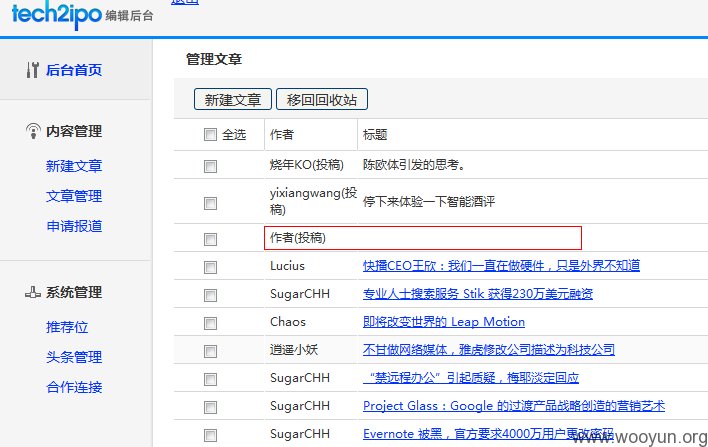 退出
tech2ipo 编辑后台
后台首页
内容管理
新建文章
文章管理
申请报道
系统管理
推荐位
头条管理
合作连接
管理文章
新建文章 移回回收站
全选 作者 标题
烧年KO(投稿) 陈欧体引发的思考。
yixiangwang(投
稿) 停下来体验一下智能酒评
作者(投稿)
Lucius 快播CEO王欣：我们一直在做硬件，只是外界不知道
SugarCHH 专业人士搜索服务 Stik 获得230万美元融资
Chaos 即将改变世界的 Leap Motion
逍遥小妖 不甘做网络媒体，雅虎修改公司描述为科技公司
SugarCHH “禁远程办公”引起质疑，梅耶淡定回应
SugarCHH Project Glass：Google 的过渡产品战略创造的营销艺术
SugarCHH Evernote 被黑，官方要求4000万用户更改密码
www.wooyun.org